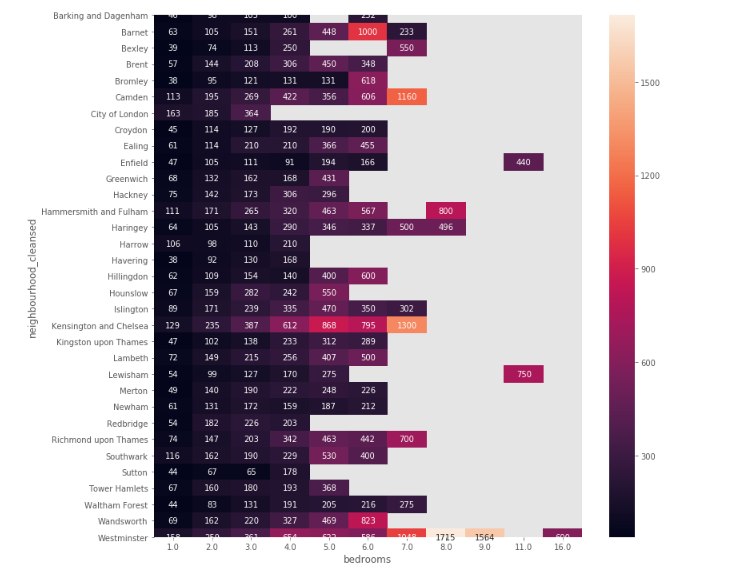 Barking and Dagenham
Barnet 63 105 151 261 448 1000 233
Bexley 39 74 113 250 550
Brent 57 144 208 306 450 348
Bromley 38 95 121 131 131 618
Camden 113 195 269 422 356 606 1160
City of London 163 185 364
Croydon 45 114 127 192 190 200
Ealing 61 114 210 210 366 455
Enfield 47 105 111 91 194 166 440
Greenwich 68 132 162 168 431
Hackney 75 142 173 306 296
Hammersmith and Fulham 111 171 265 320 463 567 800
Haringey 64 105 143 290 346 337 500 496
Harrow 106 98 110 210
Havering 38 92 130 168
Hillingdon 62 109 154 140 400 600
Hounslow 67 159 282 242 550
Islington 89 171 239 335 470 350 302
Kensington and Chelsea 129 235 387 612 868 795 1300
Kingston upon Thames 47 102 138 233 312 289
Lambeth 72 149 215 256 407 500
Lewisham 54 99 127 170 275 750
Merton 49 140 190 222 248 226
Newham 61 131 172 159 187 212
Redbridge 54 182 226 203
Richmond upon Thames 74 147 203 342 463 442 700
Southwark 116 162 190 229 530 400
Sutton 44 67 65 178
Tower Hamlets 67 160 180 193 368
Waltham Forest 44 83 131 191 205 216 275
Wandsworth 69 162 220 327 469 823
Westminster 1715 1564
1.0 2.0 3.0 4.0 5.0 6.0 7.0 8.0 9.0 11.0 16.0
bedrooms
neighbourhood_cleansed
1500
1200
900
600
300